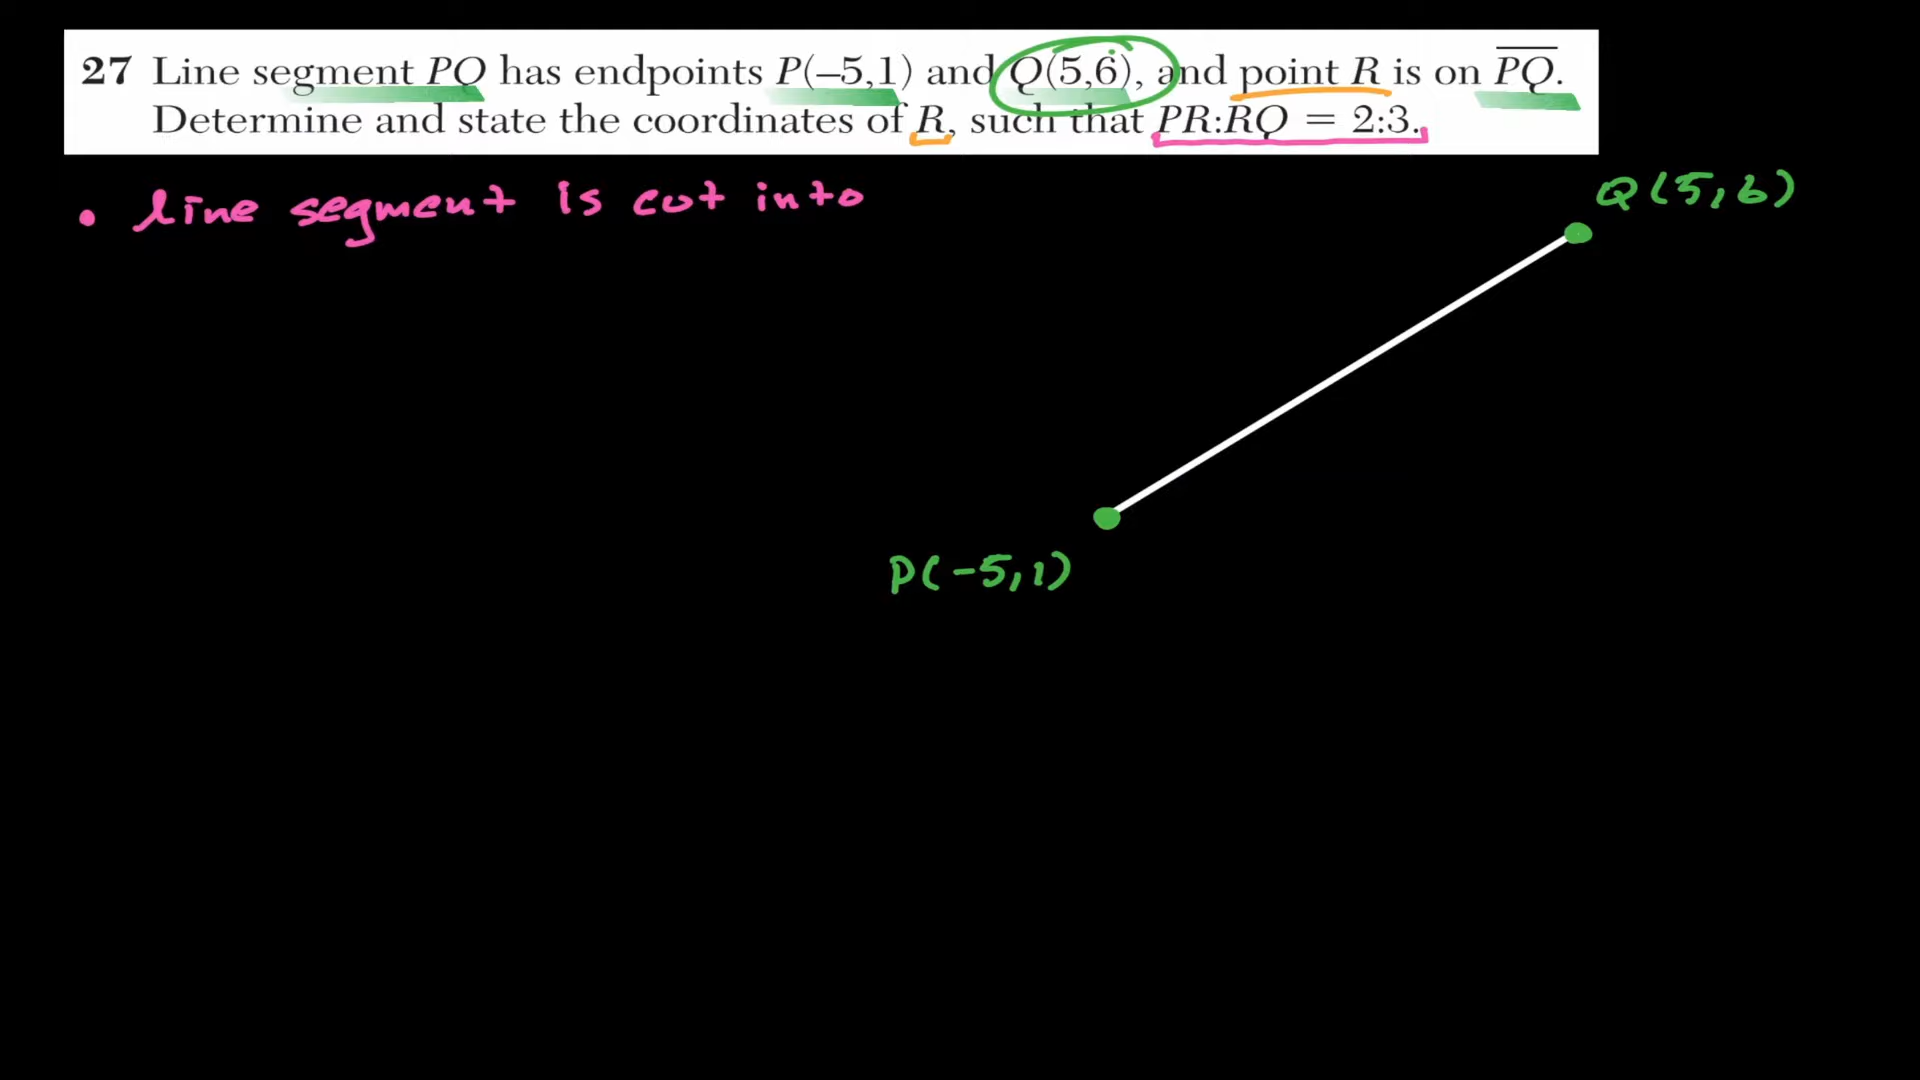 27 Line segment PQ has endpoints P(–5,1) and Q(5,6), and point R is on PQ.
Determine and state the coordinates of R, such that PR:RQ = 2:3.
• line segment is cut into
Q(5,6)
P(-5,1)